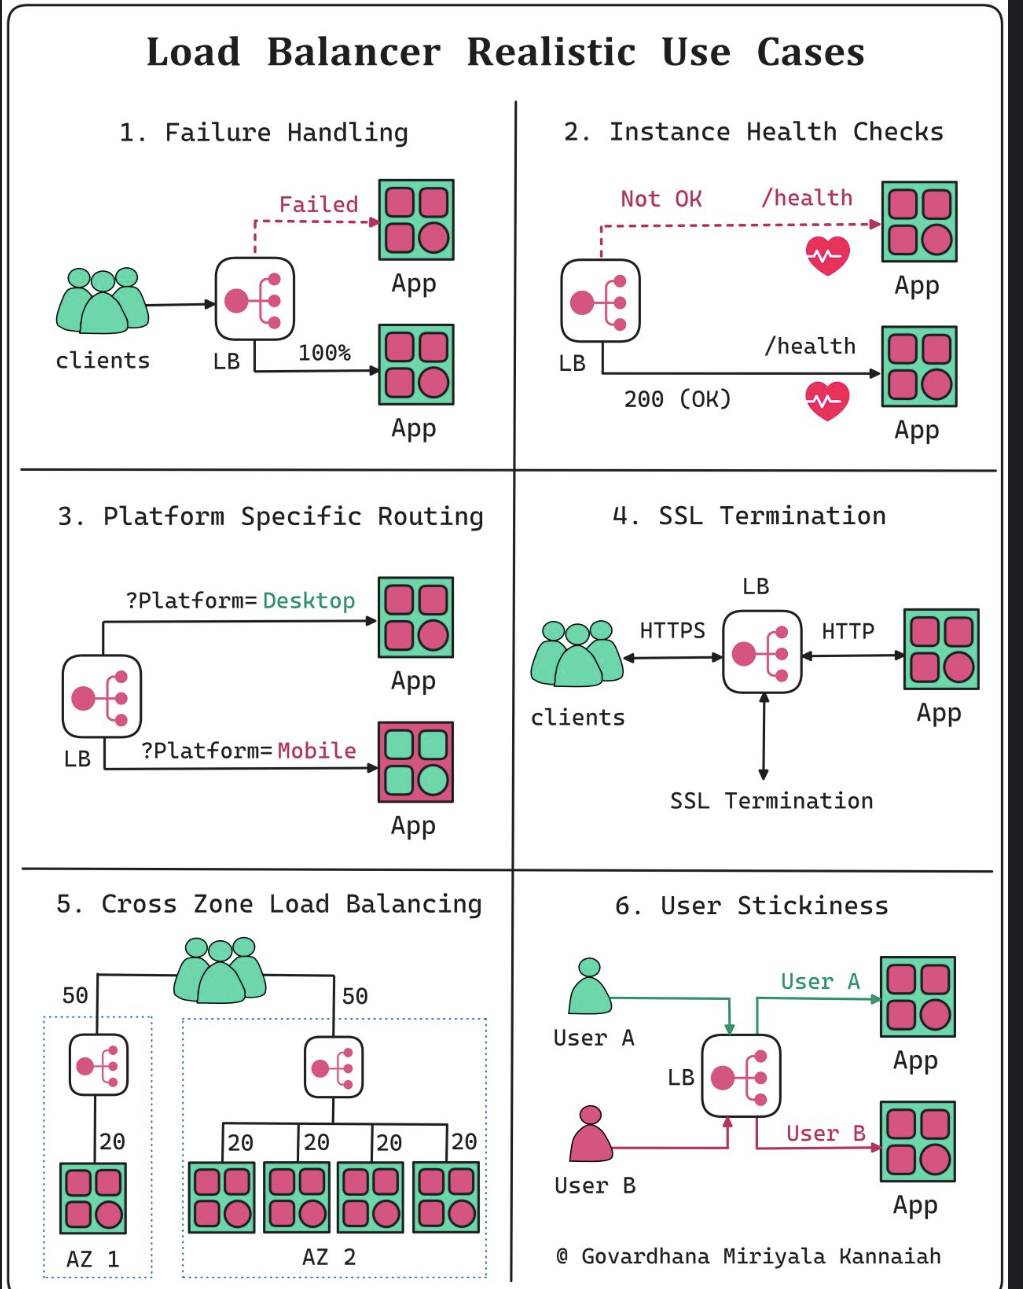 Load Balancer Realistic Use Cases
1. Failure Handling
Failed
App
clients
LB
100%
App
2. Instance Health Checks
Not OK /health
App
LB
/health
200 (OK)
App
3. Platform Specific Routing
?Platform=Desktop
App
LB
?Platform=Mobile
App
4. SSL Termination
LB
HTTPS
HTTP
clients
App
SSL Termination
5. Cross Zone Load Balancing
50
50
20
20
20
20
20
AZ 1
AZ 2
6. User Stickiness
User A
User A
App
LB
User B
User B
App
@ Govardhana Miriyala Kannaiah